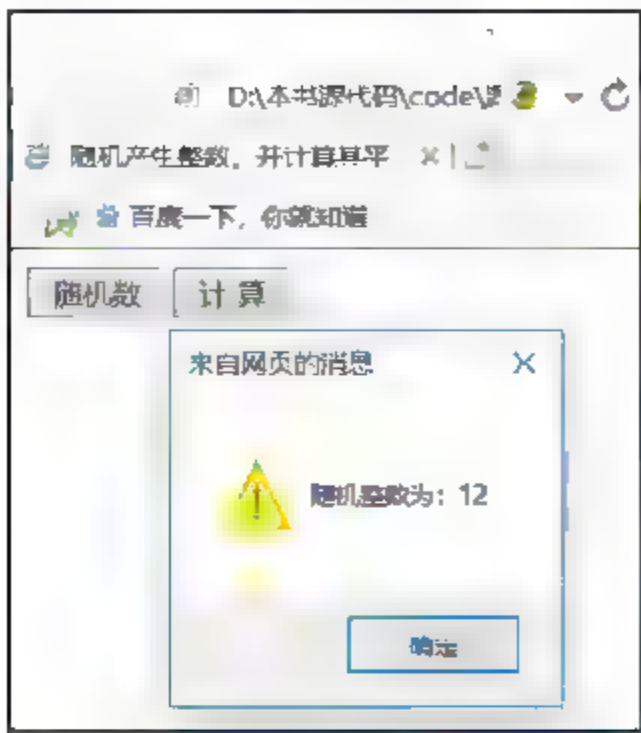 D:\本书源代码\code\
随机产生整数，并计算其平
百度一下，你就知道
随机数 计 算
来自网页的消息
随机整数为：12
确定